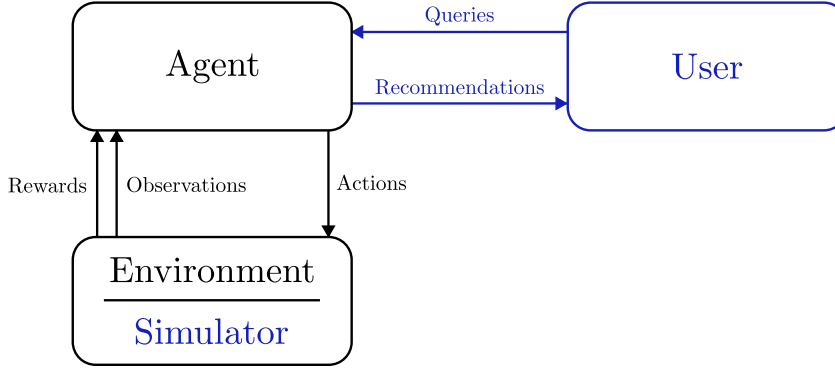 Queries
Agent
User
Recommendations
Rewards
Observations
Actions
Environment
Simulator